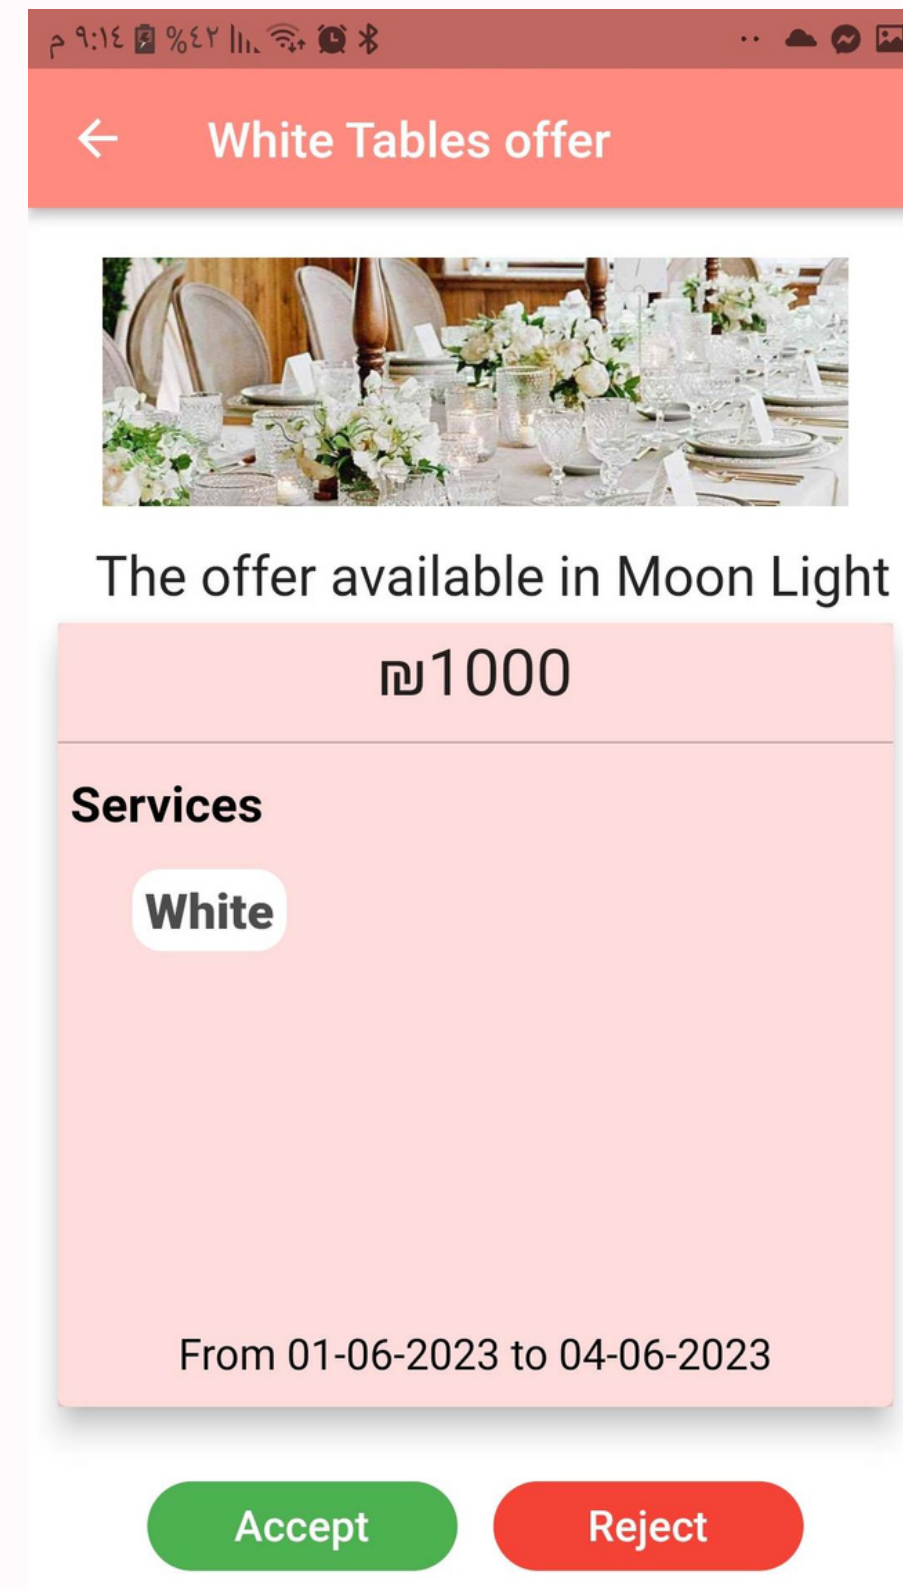 ٩:١٤ م %٤٢
White Tables offer
The offer available in Moon Light
₪1000
Services
White
From 01-06-2023 to 04-06-2023
Accept
Reject